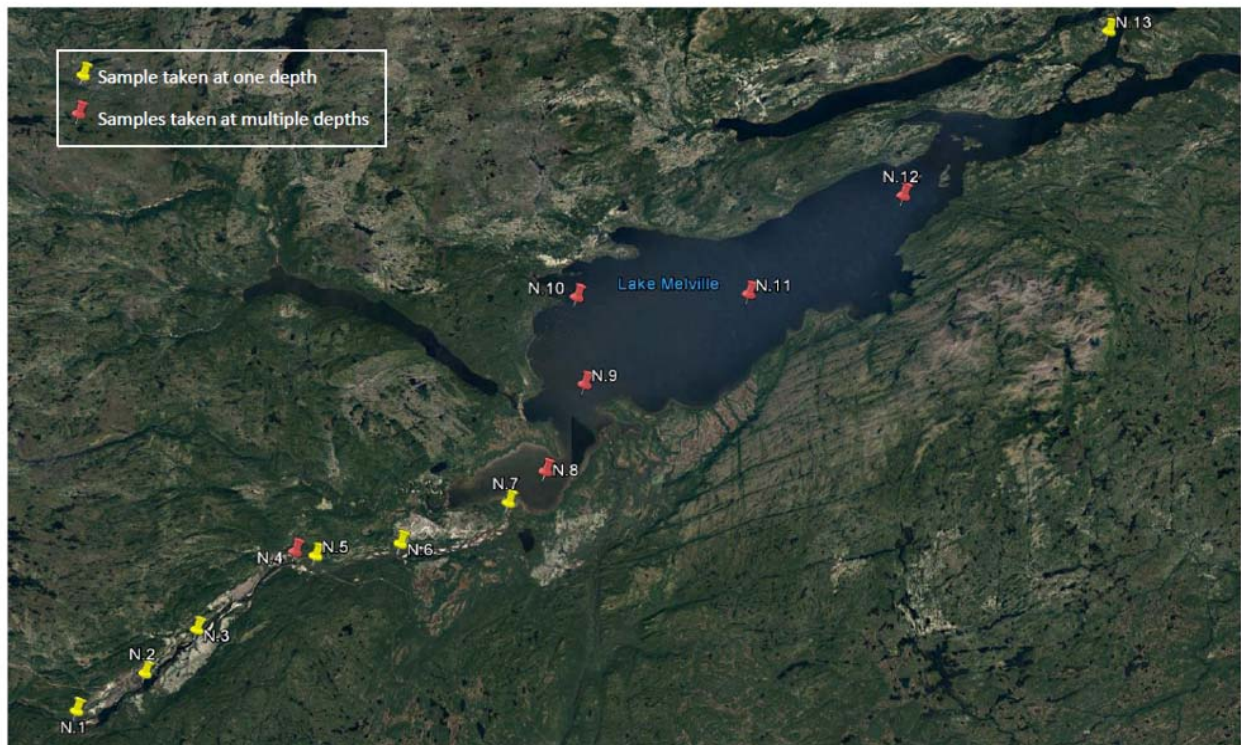 N.13
Sample taken at one depth
Samples taken at multiple depths
N.12
N.10
Lake Melville
N.11
N.9
N.8
N.7
N.6
N.5
N.4
N.3
N.2
N.1